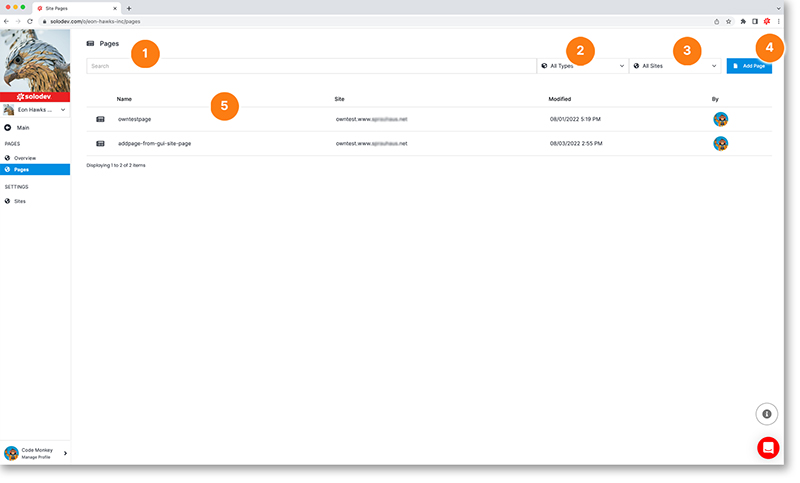 Site Pages
solodev.com/c/eon-hawks-inc/pages
solodev
Eon Hawks ...
Main
PAGES
Overview
Pages
SETTINGS
Sites
Code Monkey
Manage Profile
Pages
1
2
3
4
Search
All Types
All Sites
Add Page
5
Name Site Modified By
owntestpage owntest.www. .net 08/01/2022 5:19 PM
addpage-from-gui-site-page owntest.www. .net 08/03/2022 2:55 PM
Displaying 1 to 2 of 2 items